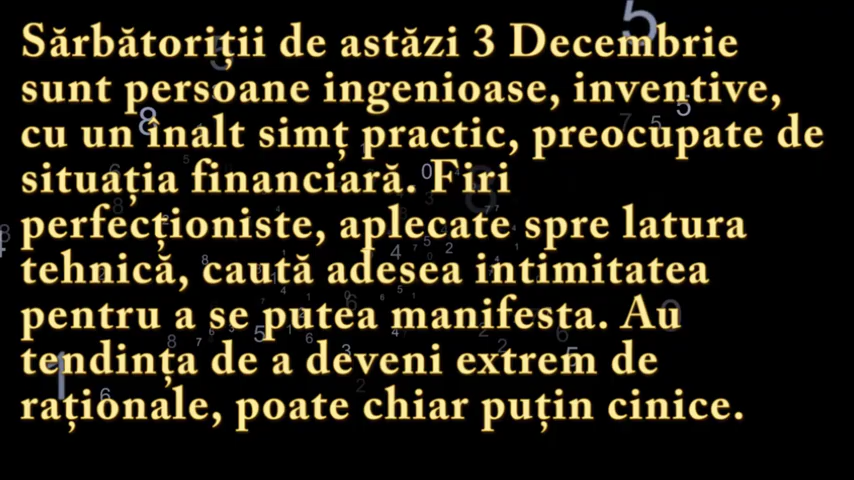 Sărbătoriții de astăzi 3 Decembrie
sunt persoane ingenioase, inventive,
cu un înalt simț practic, preocupate de
situația financiară. Firi
perfecționiste, aplecate spre latura
tehnică, caută adesea intimitatea
pentru a se putea manifesta. Au
tendința de a deveni extrem de
raționale, poate chiar puțin cinice.